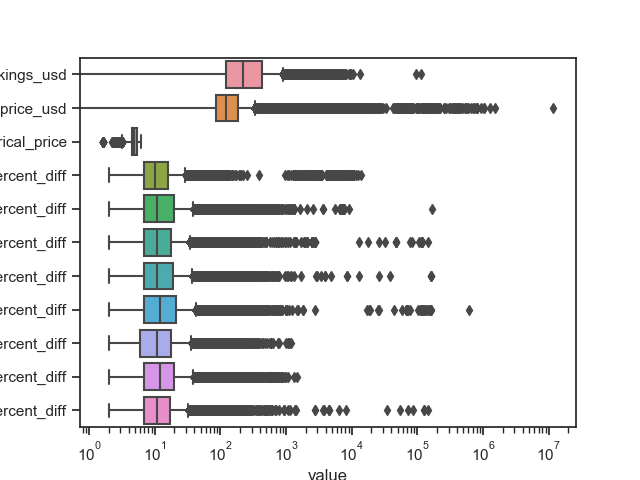 kings_usd
price_usd
rical_price
ercent_diff
ercent_diff
ercent_diff
ercent_diff
ercent_diff
ercent_diff
ercent_diff
ercent_diff
10⁰ 10¹ 10² 10³ 10⁴ 10⁵ 10⁶ 10⁷
value